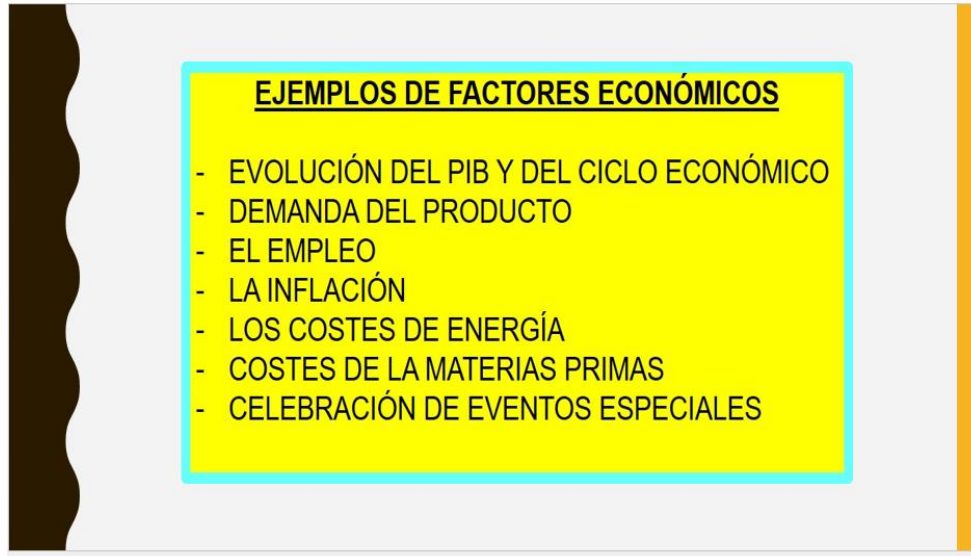 EJEMPLOS DE FACTORES ECONÓMICOS
- EVOLUCIÓN DEL PIB Y DEL CICLO ECONÓMICO
- DEMANDA DEL PRODUCTO
- EL EMPLEO
- LA INFLACIÓN
- LOS COSTES DE ENERGÍA
- COSTES DE LA MATERIAS PRIMAS
- CELEBRACIÓN DE EVENTOS ESPECIALES